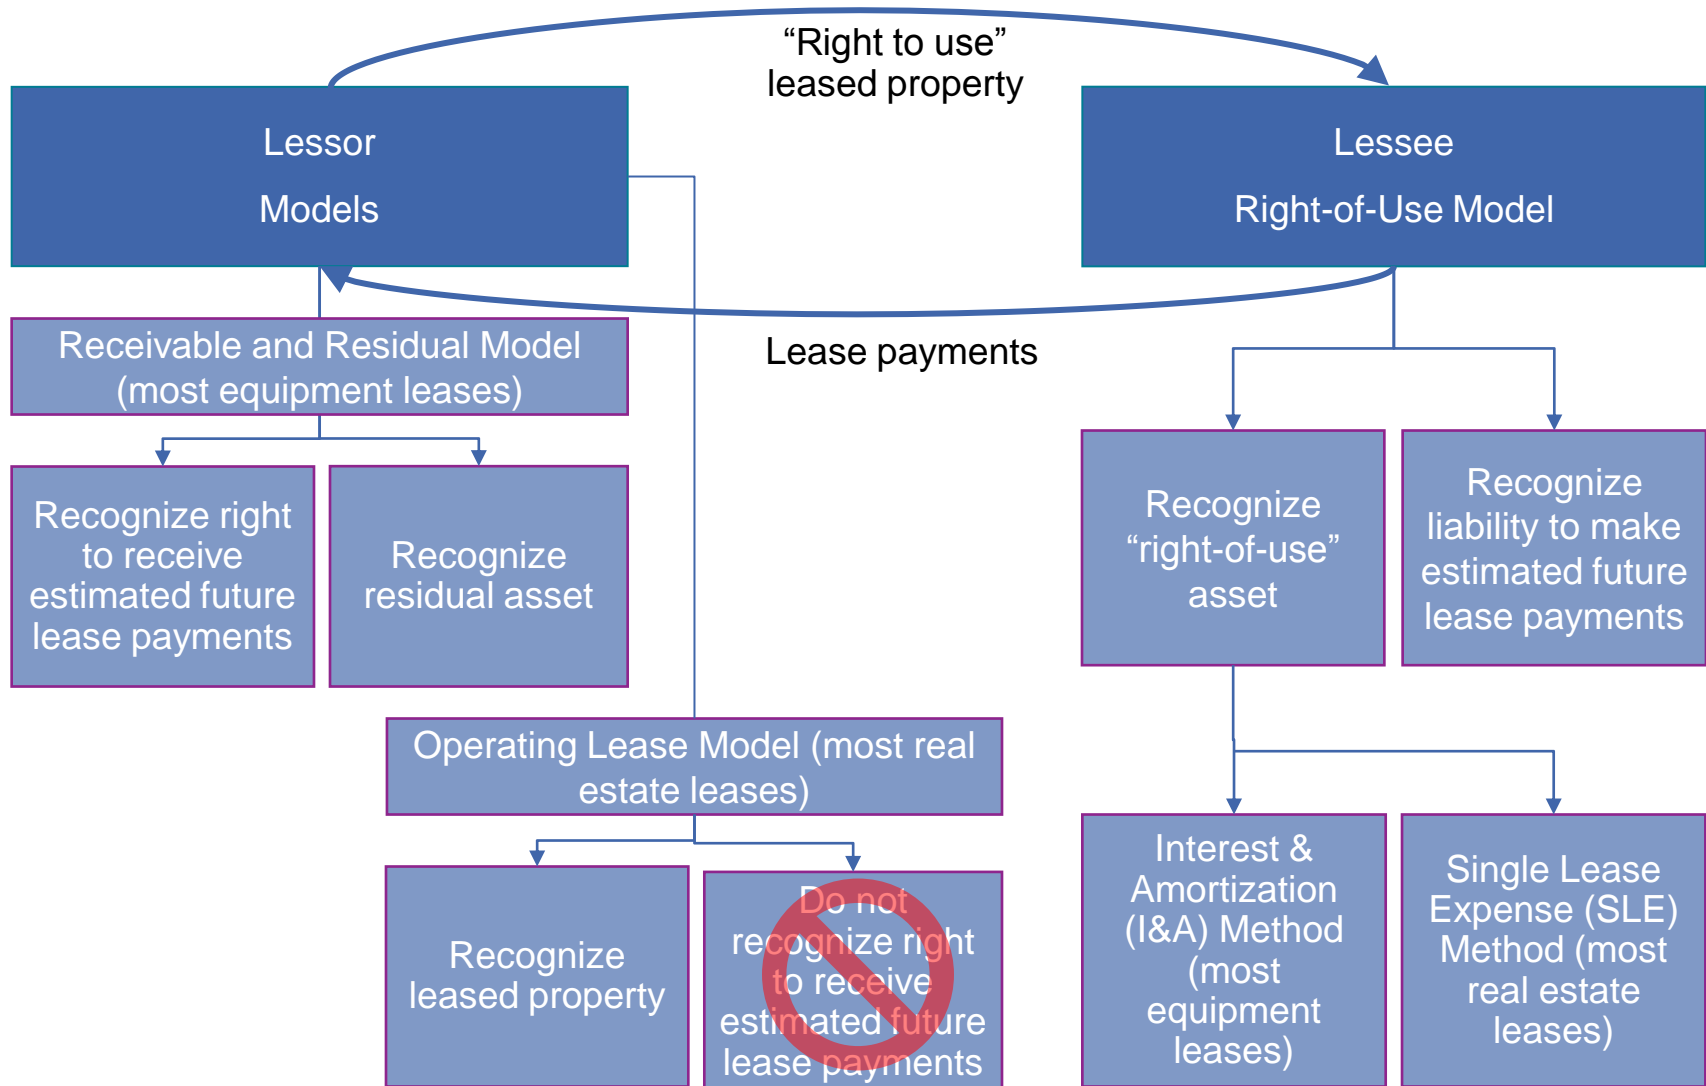 “Right to use”
leased property
Lessor
Models
Lessee
Right-of-Use Model
Lease payments
Receivable and Residual Model
(most equipment leases)
Recognize right
to receive
estimated future
lease payments
Recognize
residual asset
Recognize
“right-of-use”
asset
Recognize
liability to make
estimated future
lease payments
Operating Lease Model (most real
estate leases)
Recognize
leased property
Do not
recognize right
to receive
estimated future
lease payments
Interest &
Amortization
(I&A) Method
(most
equipment
leases)
Single Lease
Expense (SLE)
Method (most
real estate
leases)